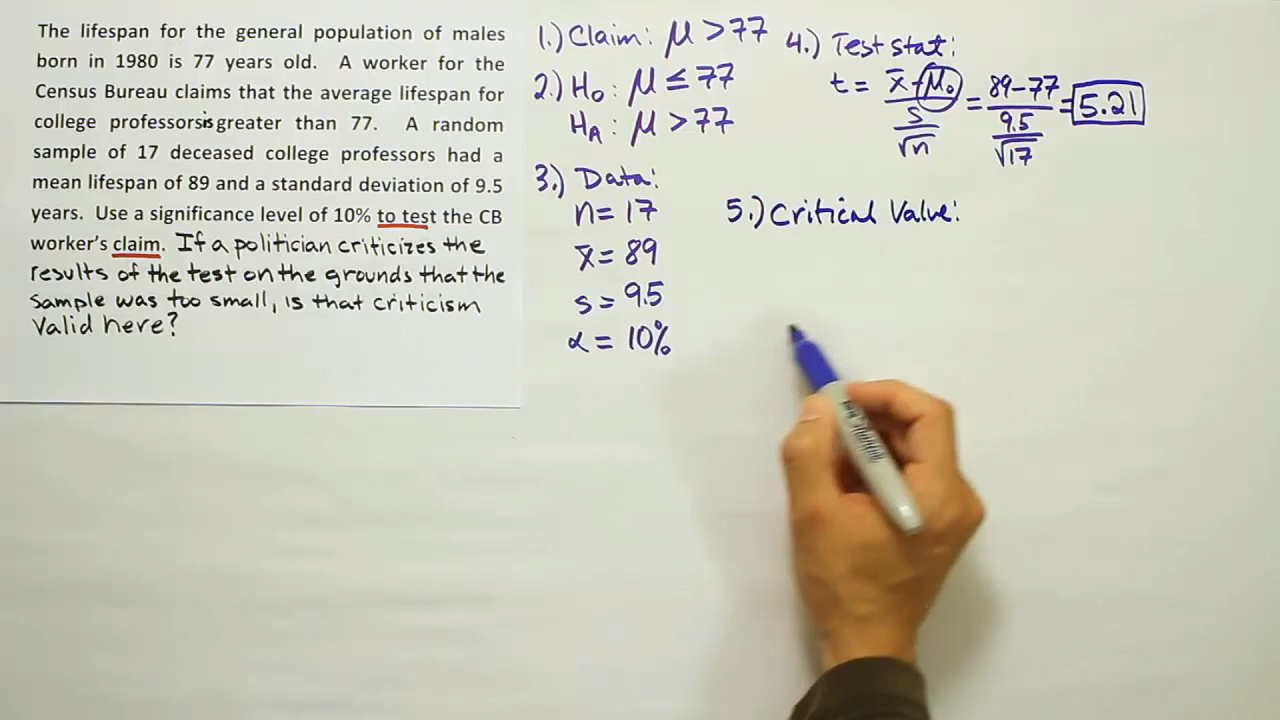 The lifespan for the general population of males
born in 1980 is 77 years old. A worker for the
Census Bureau claims that the average lifespan for
college professors is greater than 77. A random
sample of 17 deceased college professors had a
mean lifespan of 89 and a standard deviation of 9.5
years. Use a significance level of 10% to test the CB
worker's claim. If a politician criticizes the
results of the test on the grounds that the
sample was too small, is that criticism
valid here?
1.) Claim: μ > 77
2.) H₀: μ ≤ 77
Hᴀ: μ > 77
3.) Data:
n = 17
x̄ = 89
s = 9.5
α = 10%
4.) Test stat:
t = (x̄ - μ₀) / (s/√n) = (89-77) / (9.5/√17) = 5.21
5.) Critical Value: